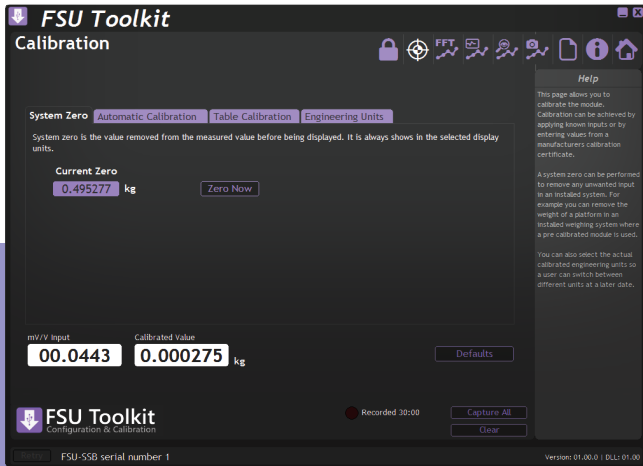 FSU Toolkit
Calibration
FFT
Help
This page allows you to
calibrate the module.
Calibration can be achieved by
applying known inputs or by
entering values from a
manufacturers calibration
certificate.
A system zero can be performed
to remove any unwanted input
in an installed system. For
example you can remove the
weight of a platform in an
installed weighing system where
a pre calibrated module is used.
You can also select the actual
calibrated engineering units so
a user can switch between
different units at a later date.
System Zero Automatic Calibration Table Calibration Engineering Units
System zero is the value removed from the measured value before being displayed. It is always shows in the selected display
units.
Current Zero
0.495277 kg Zero Now
mV/V Input Calibrated Value
00.0443 0.000275 kg Defaults
FSU Toolkit
Configuration & Calibration
Recorded 30:00 Capture All
Clear
Retry FSU-SSB serial number 1 Version: 01.00.0 | DLL: 01.00